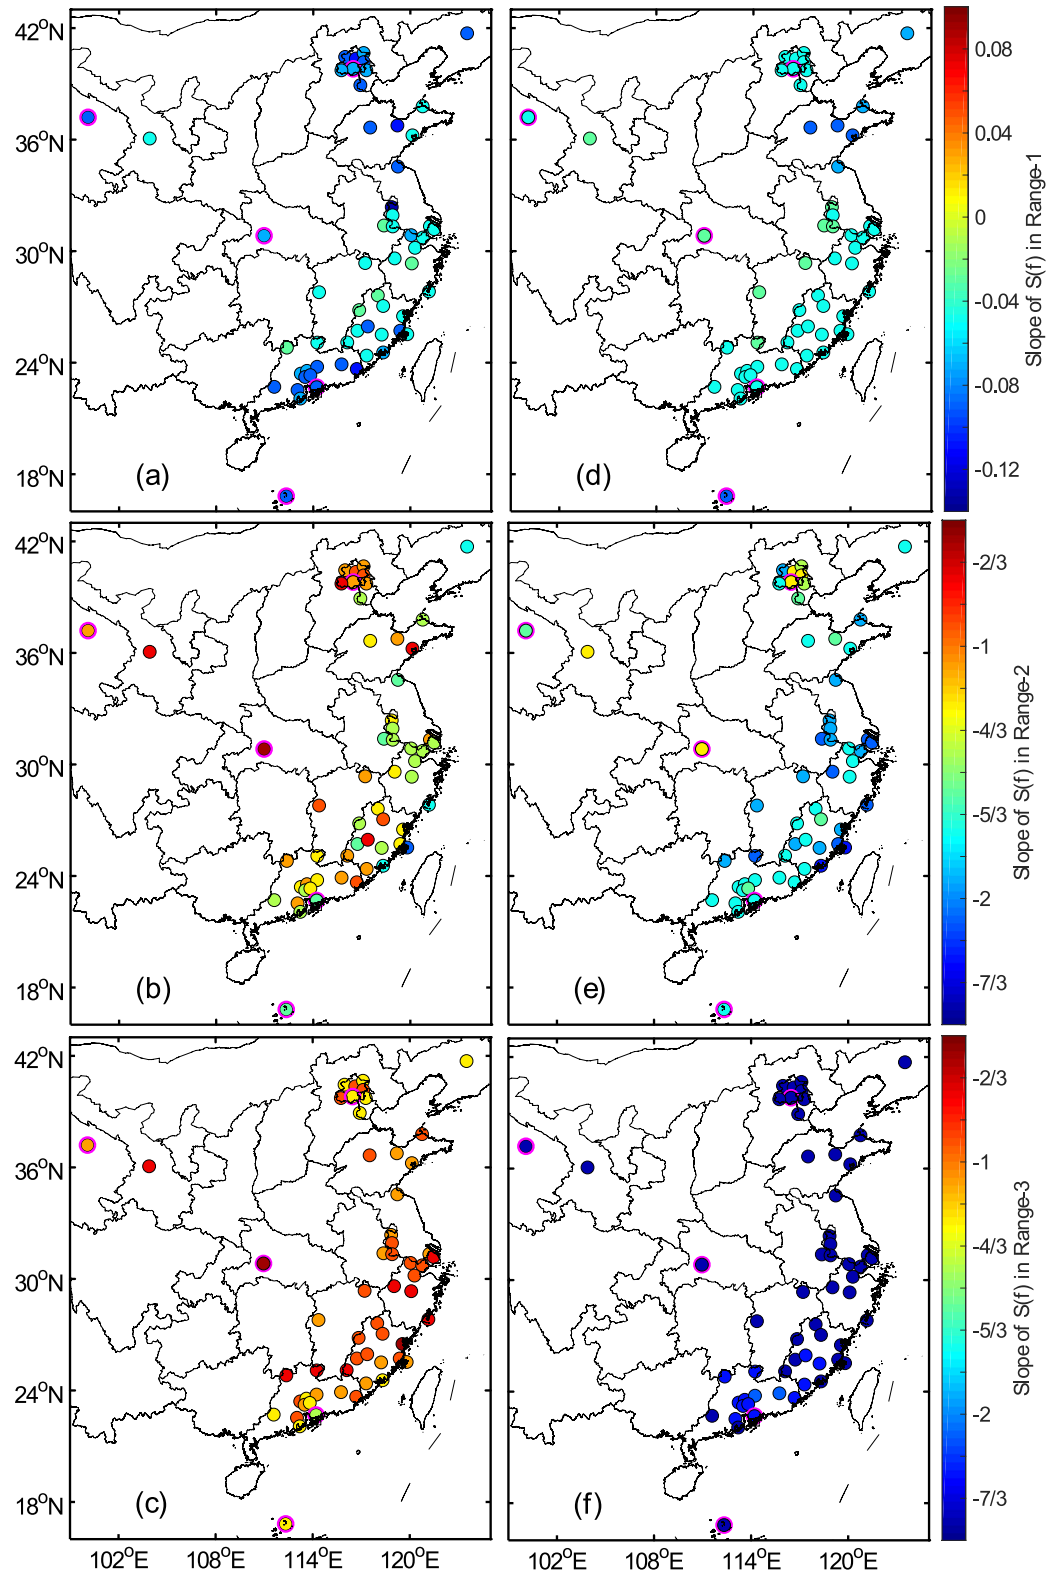 42°N
36°N
30°N
24°N
18°N
(a)
(d)
0.08
0.04
0
-0.04
-0.08
-0.12
Slope of S(f) in Range-1
42°N
36°N
30°N
24°N
18°N
(b)
(e)
-2/3
-1
-4/3
-5/3
-2
-7/3
Slope of S(f) in Range-2
42°N
36°N
30°N
24°N
18°N
(c)
(f)
-2/3
-1
-4/3
-5/3
-2
-7/3
Slope of S(f) in Range-3
102°E 108°E 114°E 120°E
102°E 108°E 114°E 120°E